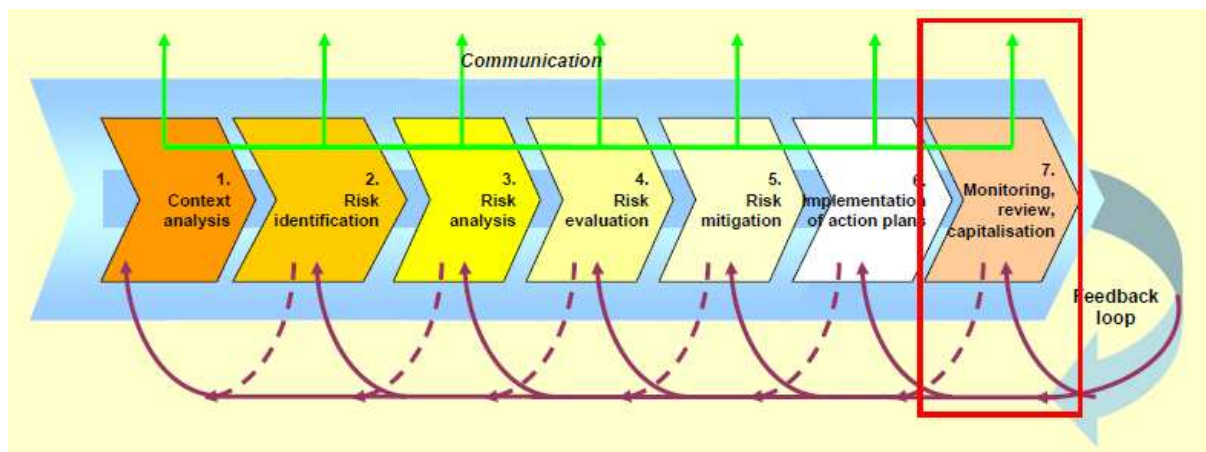 Communication
1.
Context
analysis
2.
Risk
identification
3.
Risk
analysis
4.
Risk
evaluation
5.
Risk
mitigation
6.
Implementation
of action plans
7.
Monitoring,
review,
capitalisation
Feedback
loop